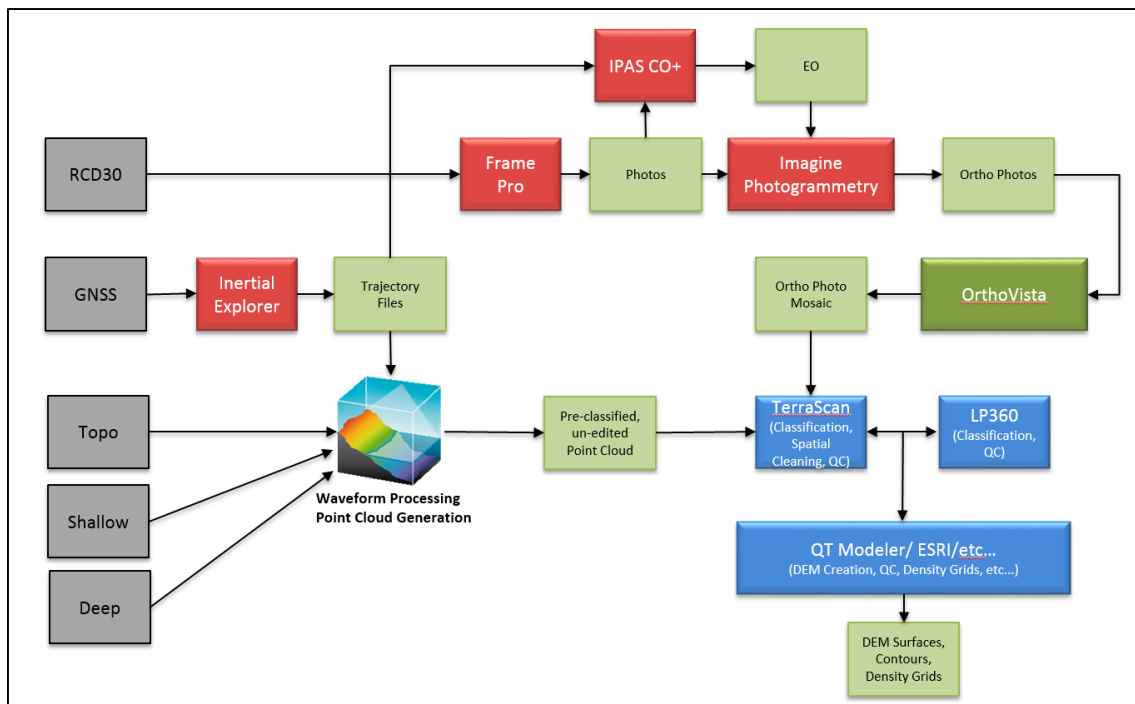 IPAS CO+
EO
RCD30
Frame
Pro
Photos
Imagine
Photogrammetry
Ortho Photos
GNSS
Inertial
Explorer
Trajectory
Files
Ortho Photo
Mosaic
OrthoVista
Topo
Pre-classified,
un-edited
Point Cloud
TerraScan
(Classification,
Spatial
Cleaning, QC)
LP360
(Classification,
QC)
Shallow
Waveform Processing
Point Cloud Generation
Deep
QT Modeler/ ESRI/etc...
(DEM Creation, QC, Density Grids, etc...)
DEM Surfaces,
Contours,
Density Grids